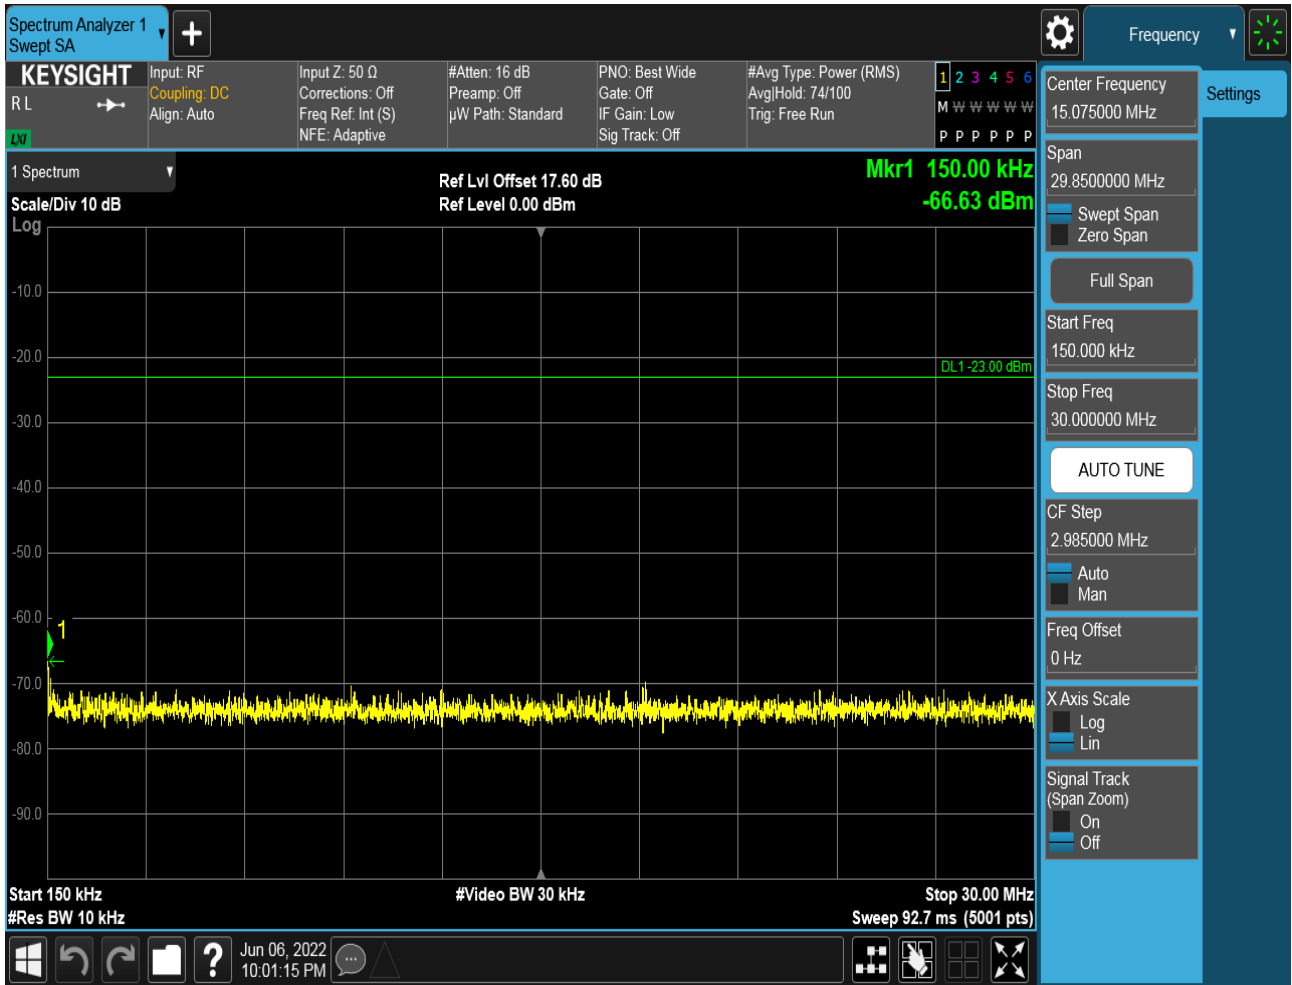 Spectrum Analyzer 1
Swept SA
Frequency
KEYSIGHT
R L
LXI
Input: RF
Coupling: DC
Align: Auto
Input Z: 50 Ω
Corrections: Off
Freq Ref: Int (S)
NFE: Adaptive
#Atten: 16 dB
Preamp: Off
µW Path: Standard
PNO: Best Wide
Gate: Off
IF Gain: Low
Sig Track: Off
#Avg Type: Power (RMS)
Avg|Hold: 74/100
Trig: Free Run
1 2 3 4 5 6
M W W W W W
P P P P P P
1 Spectrum
Scale/Div 10 dB
Log
Ref Lvl Offset 17.60 dB
Ref Level 0.00 dBm
Mkr1 150.00 kHz
-66.63 dBm
-10.0
-20.0
DL1 -23.00 dBm
-30.0
-40.0
-50.0
-60.0
1
-70.0
-80.0
-90.0
Start 150 kHz
#Video BW 30 kHz
Stop 30.00 MHz
#Res BW 10 kHz
Sweep 92.7 ms (5001 pts)
Jun 06, 2022
10:01:15 PM
Center Frequency
15.075000 MHz
Settings
Span
29.8500000 MHz
Swept Span
Zero Span
Full Span
Start Freq
150.000 kHz
Stop Freq
30.000000 MHz
AUTO TUNE
CF Step
2.985000 MHz
Auto
Man
Freq Offset
0 Hz
X Axis Scale
Log
Lin
Signal Track
(Span Zoom)
On
Off